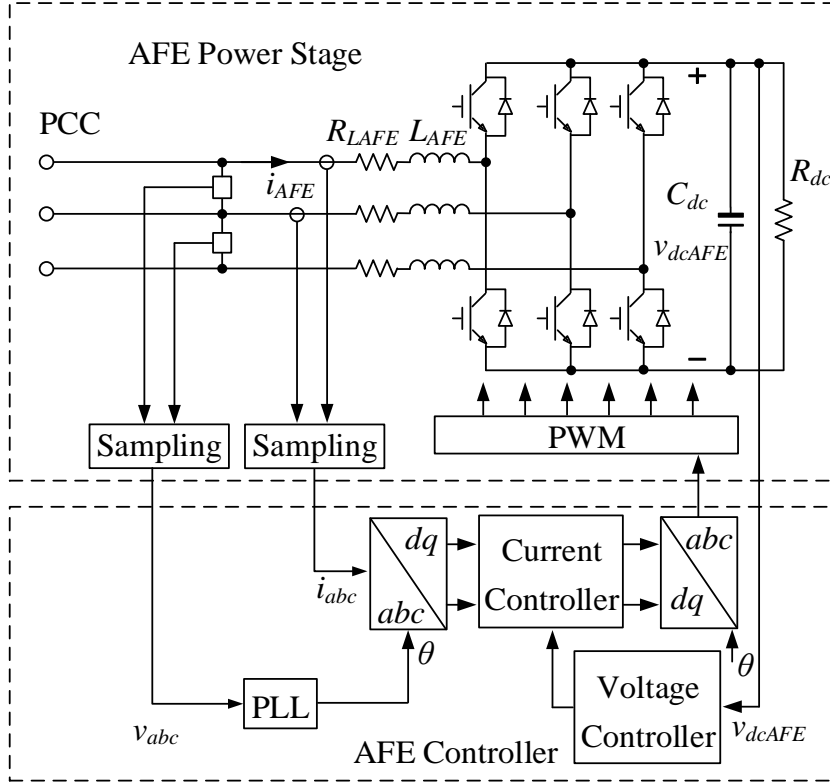 AFE Power Stage
PCC
R_LAFE L_AFE
i_AFE
R_dc
C_dc
+
v_dcAFE
−
PWM
Sampling
Sampling
dq
abc
Current
Controller
abc
dq
i_abc
θ
θ
PLL
Voltage
Controller
v_abc
v_dcAFE
AFE Controller